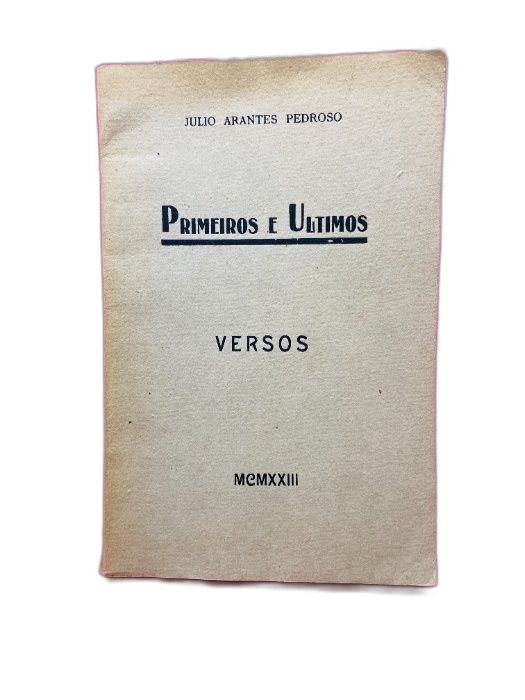 JULIO ARANTES PEDROSO
PRIMEIROS E ULTIMOS
VERSOS
MCMXXIII